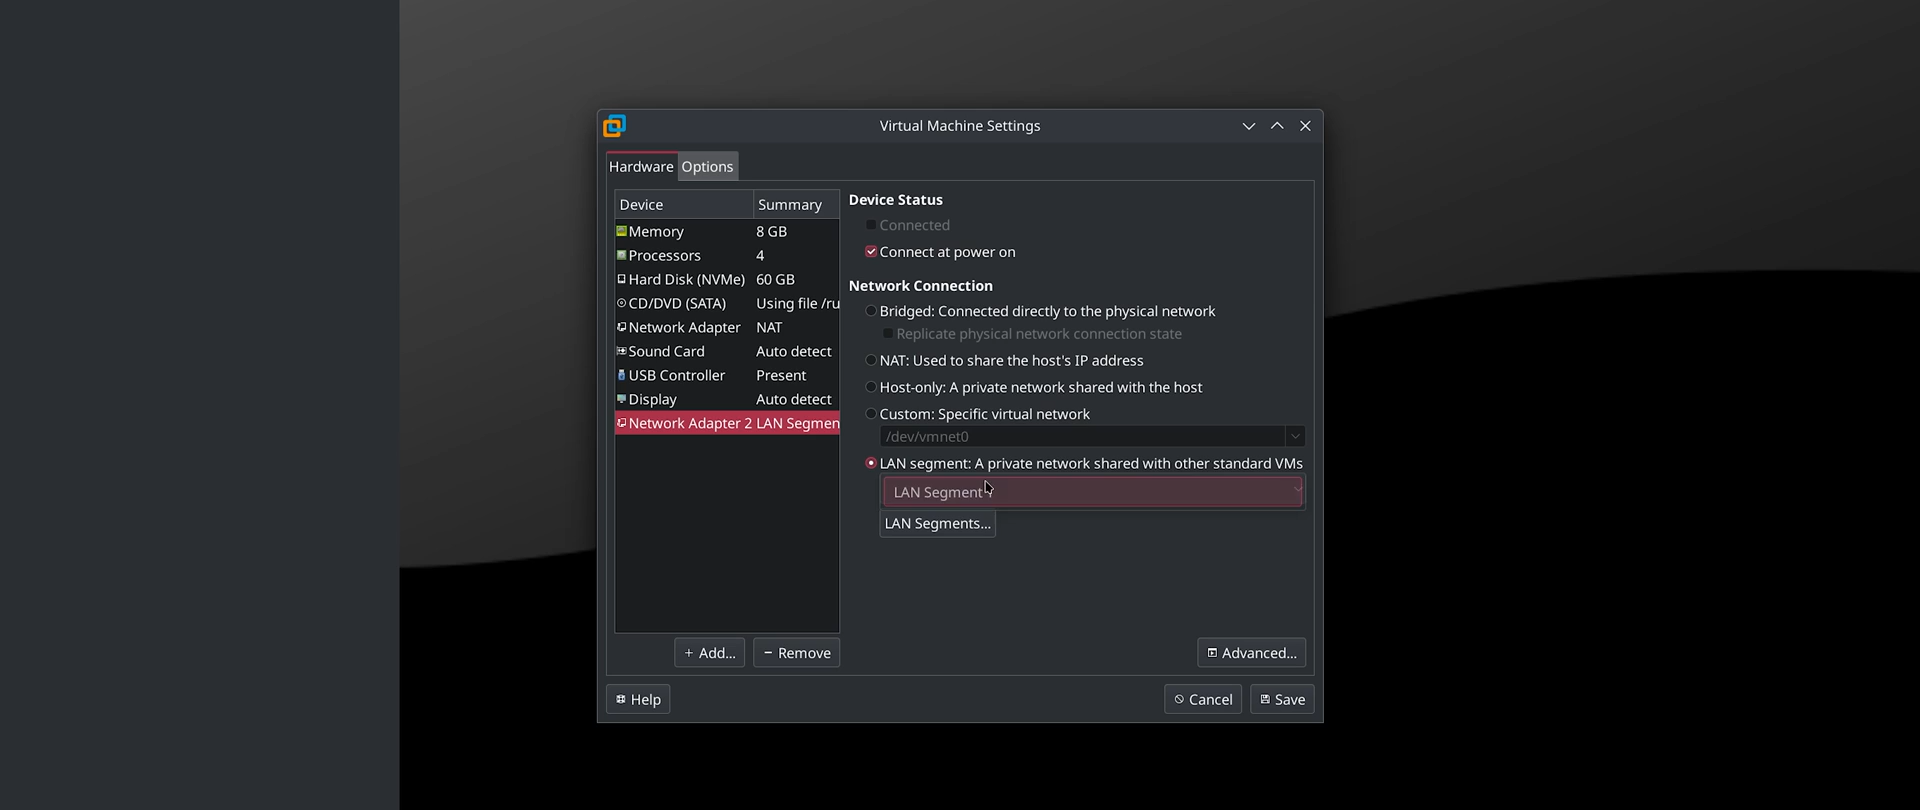 Virtual Machine Settings
Hardware Options
Device Summary
Memory 8 GB
Processors 4
Hard Disk (NVMe) 60 GB
CD/DVD (SATA) Using file /ru
Network Adapter NAT
Sound Card Auto detect
USB Controller Present
Display Auto detect
Network Adapter 2 LAN Segmen
+ Add...
− Remove
Device Status
Connected
Connect at power on
Network Connection
Bridged: Connected directly to the physical network
Replicate physical network connection state
NAT: Used to share the host's IP address
Host-only: A private network shared with the host
Custom: Specific virtual network
/dev/vmnet0
LAN segment: A private network shared with other standard VMs
LAN Segment
LAN Segments...
Advanced...
Help
Cancel
Save